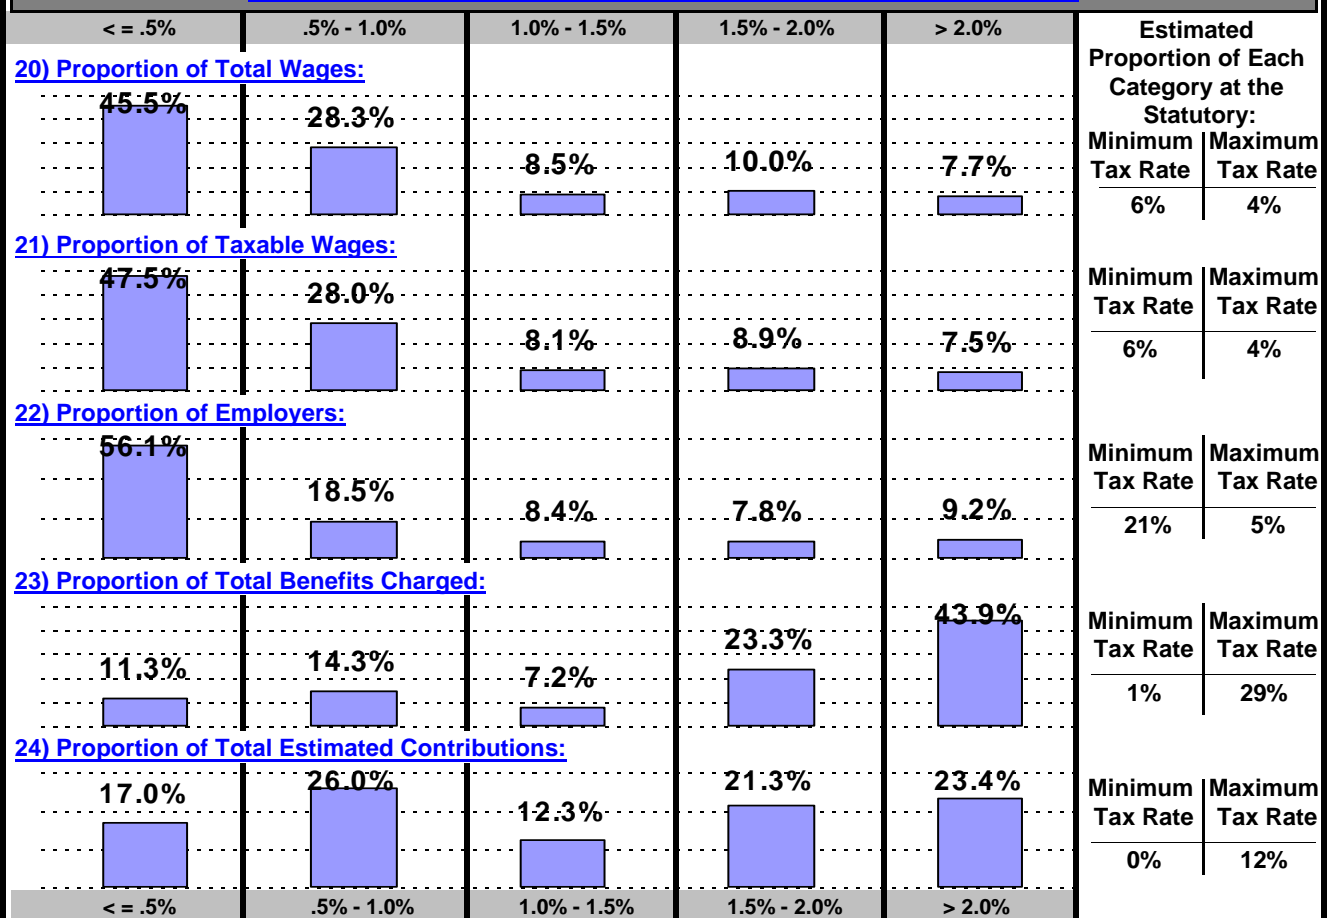 < = .5% .5% - 1.0% 1.0% - 1.5% 1.5% - 2.0% > 2.0%
Estimated
Proportion of Each
Category at the
Statutory:
20) Proportion of Total Wages:
45.5% 28.3% 8.5% 10.0% 7.7%
Minimum Maximum
Tax Rate Tax Rate
6% 4%
21) Proportion of Taxable Wages:
47.5% 28.0% 8.1% 8.9% 7.5%
Minimum Maximum
Tax Rate Tax Rate
6% 4%
22) Proportion of Employers:
56.1% 18.5% 8.4% 7.8% 9.2%
Minimum Maximum
Tax Rate Tax Rate
21% 5%
23) Proportion of Total Benefits Charged:
11.3% 14.3% 7.2% 23.3% 43.9%
Minimum Maximum
Tax Rate Tax Rate
1% 29%
24) Proportion of Total Estimated Contributions:
17.0% 26.0% 12.3% 21.3% 23.4%
Minimum Maximum
Tax Rate Tax Rate
0% 12%
< = .5% .5% - 1.0% 1.0% - 1.5% 1.5% - 2.0% > 2.0%